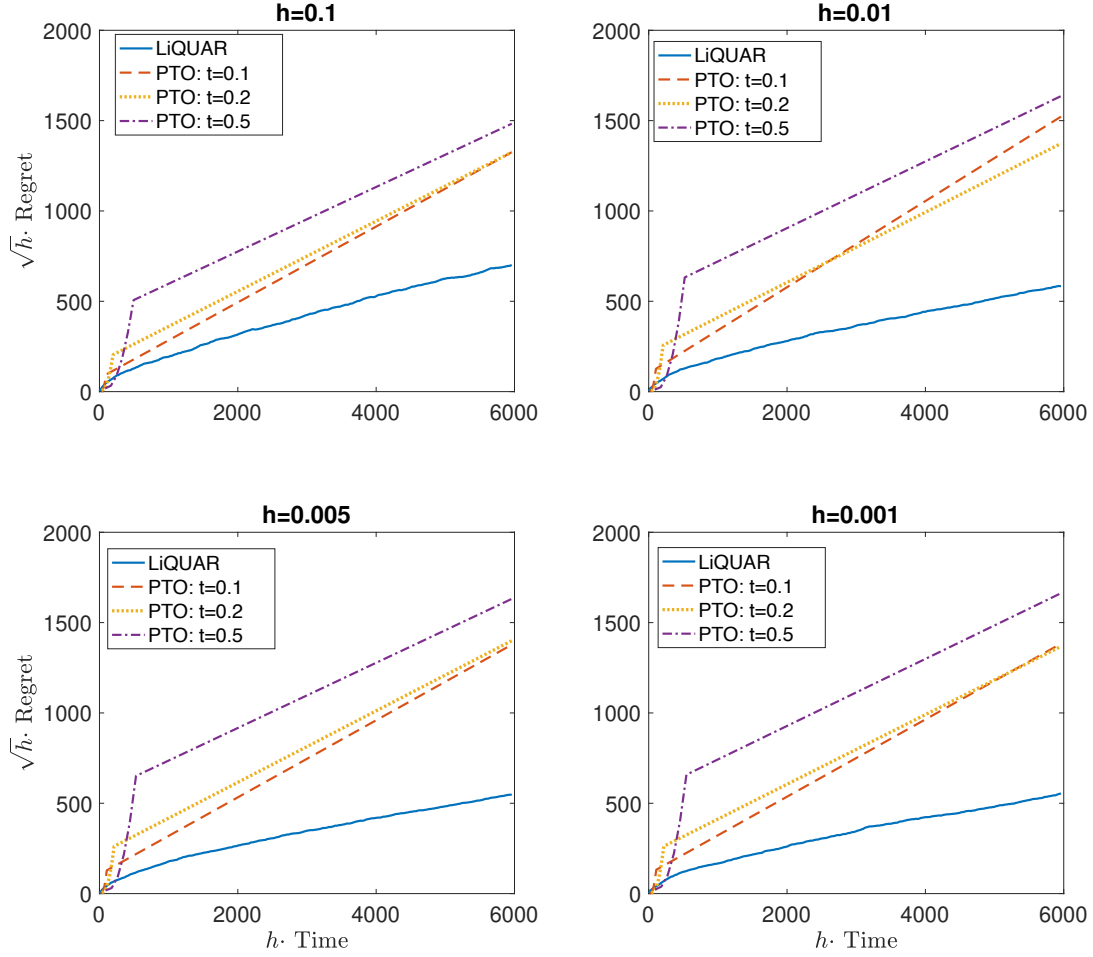 h=0.1
2000
1500
1000
500
0
√h· Regret
LiQUAR
PTO: t=0.1
PTO: t=0.2
PTO: t=0.5
0 2000 4000 6000
h=0.01
2000
1500
1000
500
0
LiQUAR
PTO: t=0.1
PTO: t=0.2
PTO: t=0.5
0 2000 4000 6000
h=0.005
2000
1500
1000
500
0
√h· Regret
LiQUAR
PTO: t=0.1
PTO: t=0.2
PTO: t=0.5
0 2000 4000 6000
h· Time
h=0.001
2000
1500
1000
500
0
LiQUAR
PTO: t=0.1
PTO: t=0.2
PTO: t=0.5
0 2000 4000 6000
h· Time